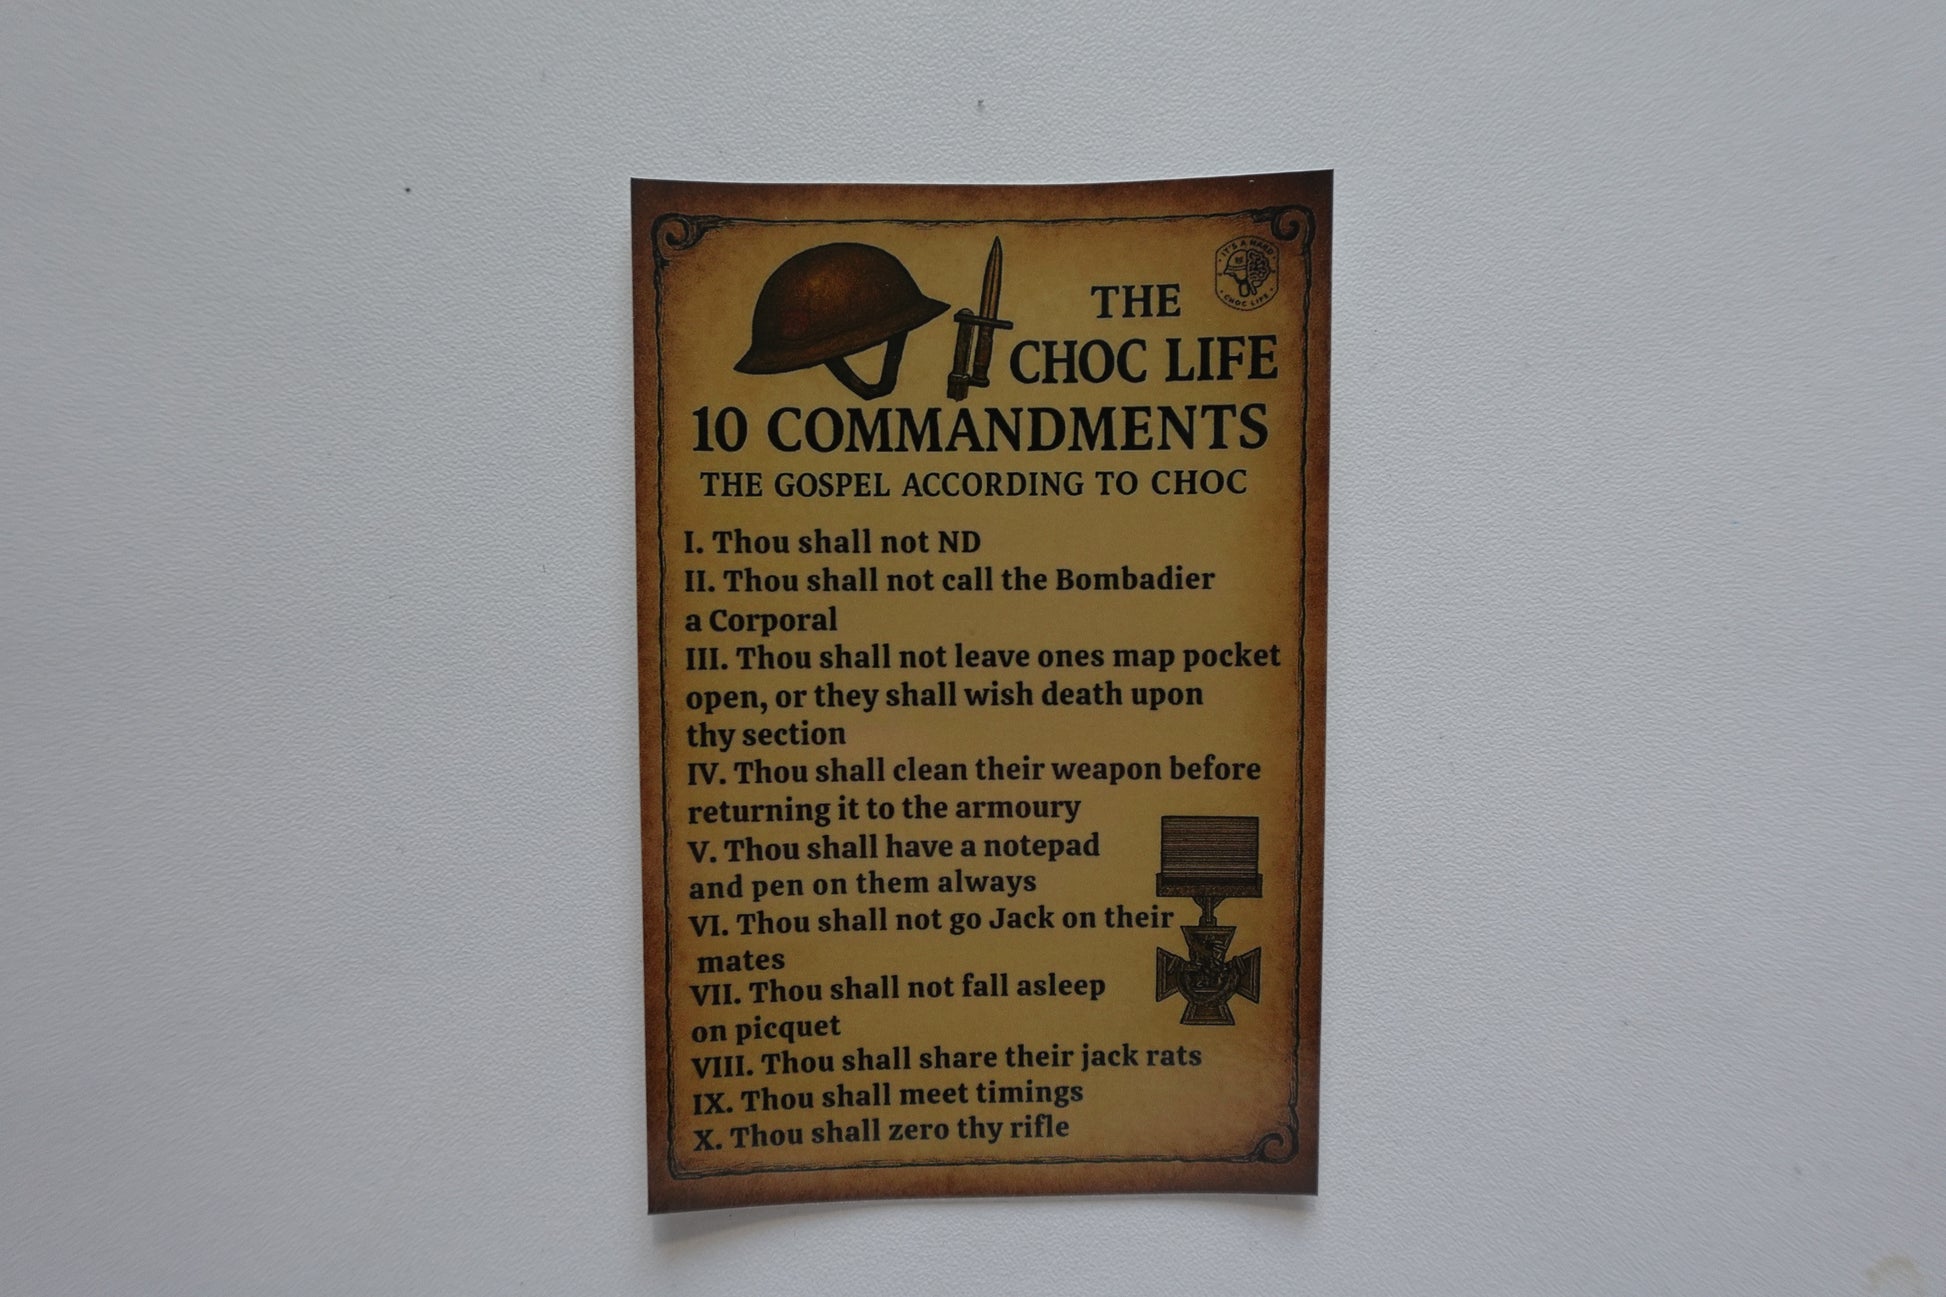 IT'S A HARD
CHOC LIFE
THE
CHOC LIFE
10 COMMANDMENTS
THE GOSPEL ACCORDING TO CHOC
I. Thou shall not ND
II. Thou shall not call the Bombadier
a Corporal
III. Thou shall not leave ones map pocket
open, or they shall wish death upon
thy section
IV. Thou shall clean their weapon before
returning it to the armoury
V. Thou shall have a notepad
and pen on them always
VI. Thou shall not go Jack on their
mates
VII. Thou shall not fall asleep
on picquet
VIII. Thou shall share their jack rats
IX. Thou shall meet timings
X. Thou shall zero thy rifle